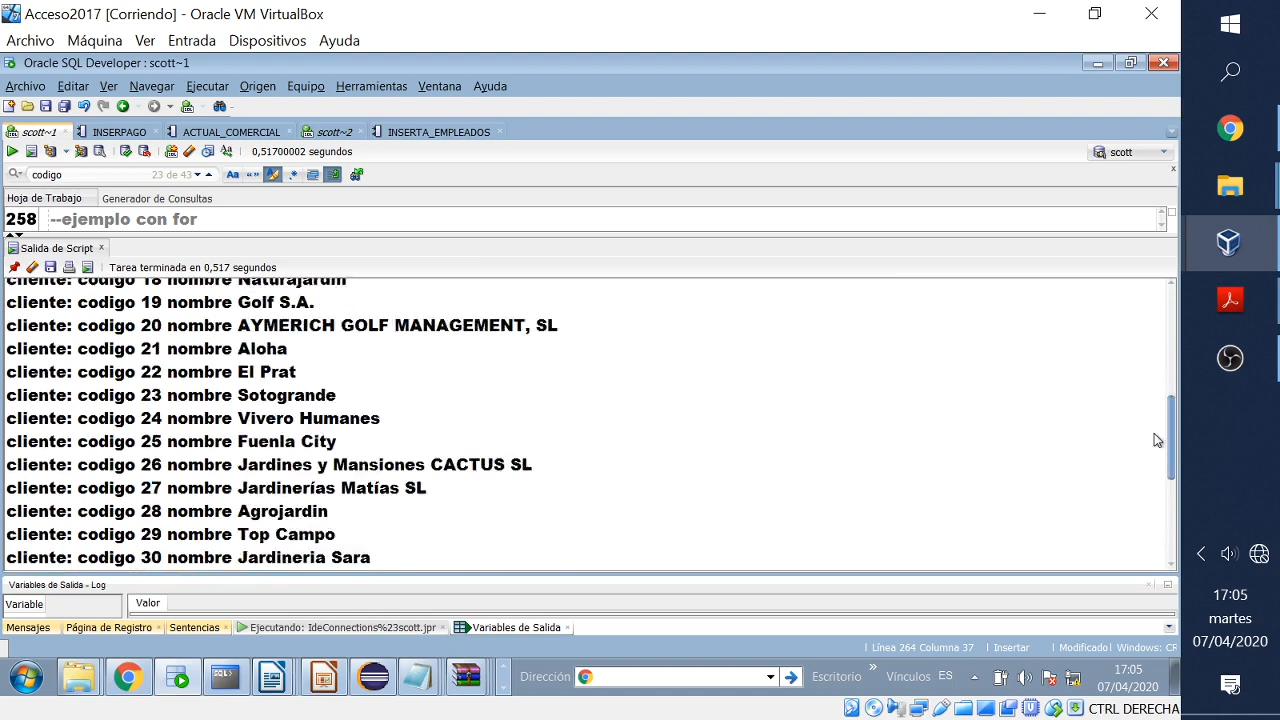 Acceso2017 [Corriendo] - Oracle VM VirtualBox
Archivo Máquina Ver Entrada Dispositivos Ayuda
Oracle SQL Developer : scott~1
Archivo Editar Ver Navegar Ejecutar Origen Equipo Herramientas Ventana Ayuda
scott~1 INSERPAGO ACTUAL_COMERCIAL scott~2 INSERTA_EMPLEADOS
0,51700002 segundos scott
codigo 23 de 43
Hoja de Trabajo Generador de Consultas
258 --ejemplo con for
Salida de Script
Tarea terminada en 0,517 segundos
cliente: codigo 18 nombre Naturajardin
cliente: codigo 19 nombre Golf S.A.
cliente: codigo 20 nombre AYMERICH GOLF MANAGEMENT, SL
cliente: codigo 21 nombre Aloha
cliente: codigo 22 nombre El Prat
cliente: codigo 23 nombre Sotogrande
cliente: codigo 24 nombre Vivero Humanes
cliente: codigo 25 nombre Fuenla City
cliente: codigo 26 nombre Jardines y Mansiones CACTUS SL
cliente: codigo 27 nombre Jardinerías Matías SL
cliente: codigo 28 nombre Agrojardin
cliente: codigo 29 nombre Top Campo
cliente: codigo 30 nombre Jardineria Sara
Variables de Salida - Log
Variable Valor
Mensajes Página de Registro Sentencias Ejecutando: IdeConnections%23scott.jpr Variables de Salida
Línea 264 Columna 37 Insertar Modificado Windows: CR
Dirección Escritorio » Vínculos ES 17:05
07/04/2020
CTRL DERECHA
17:05
martes
07/04/2020